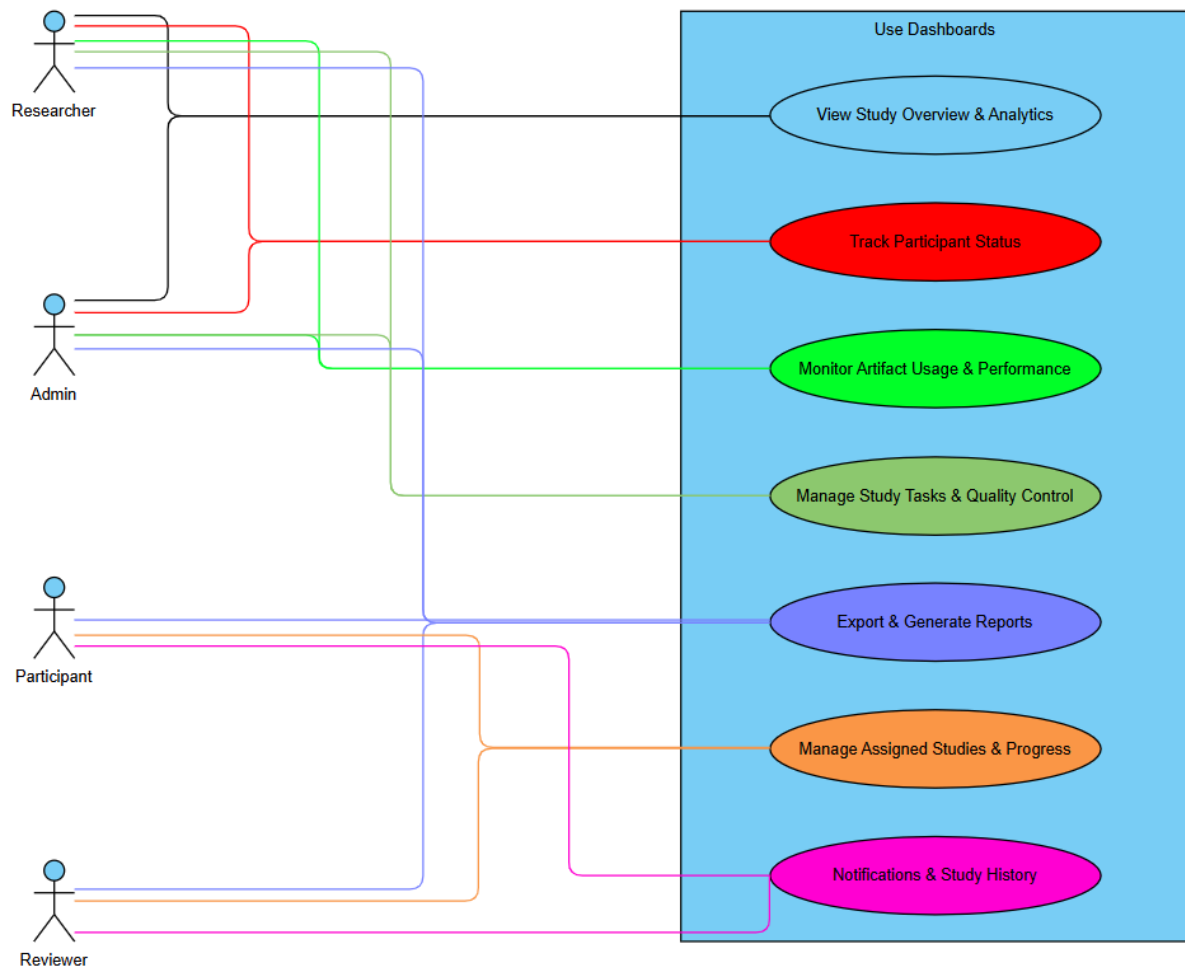 Use Dashboards
Researcher
View Study Overview & Analytics
Track Participant Status
Admin
Monitor Artifact Usage & Performance
Manage Study Tasks & Quality Control
Participant
Export & Generate Reports
Manage Assigned Studies & Progress
Reviewer
Notifications & Study History